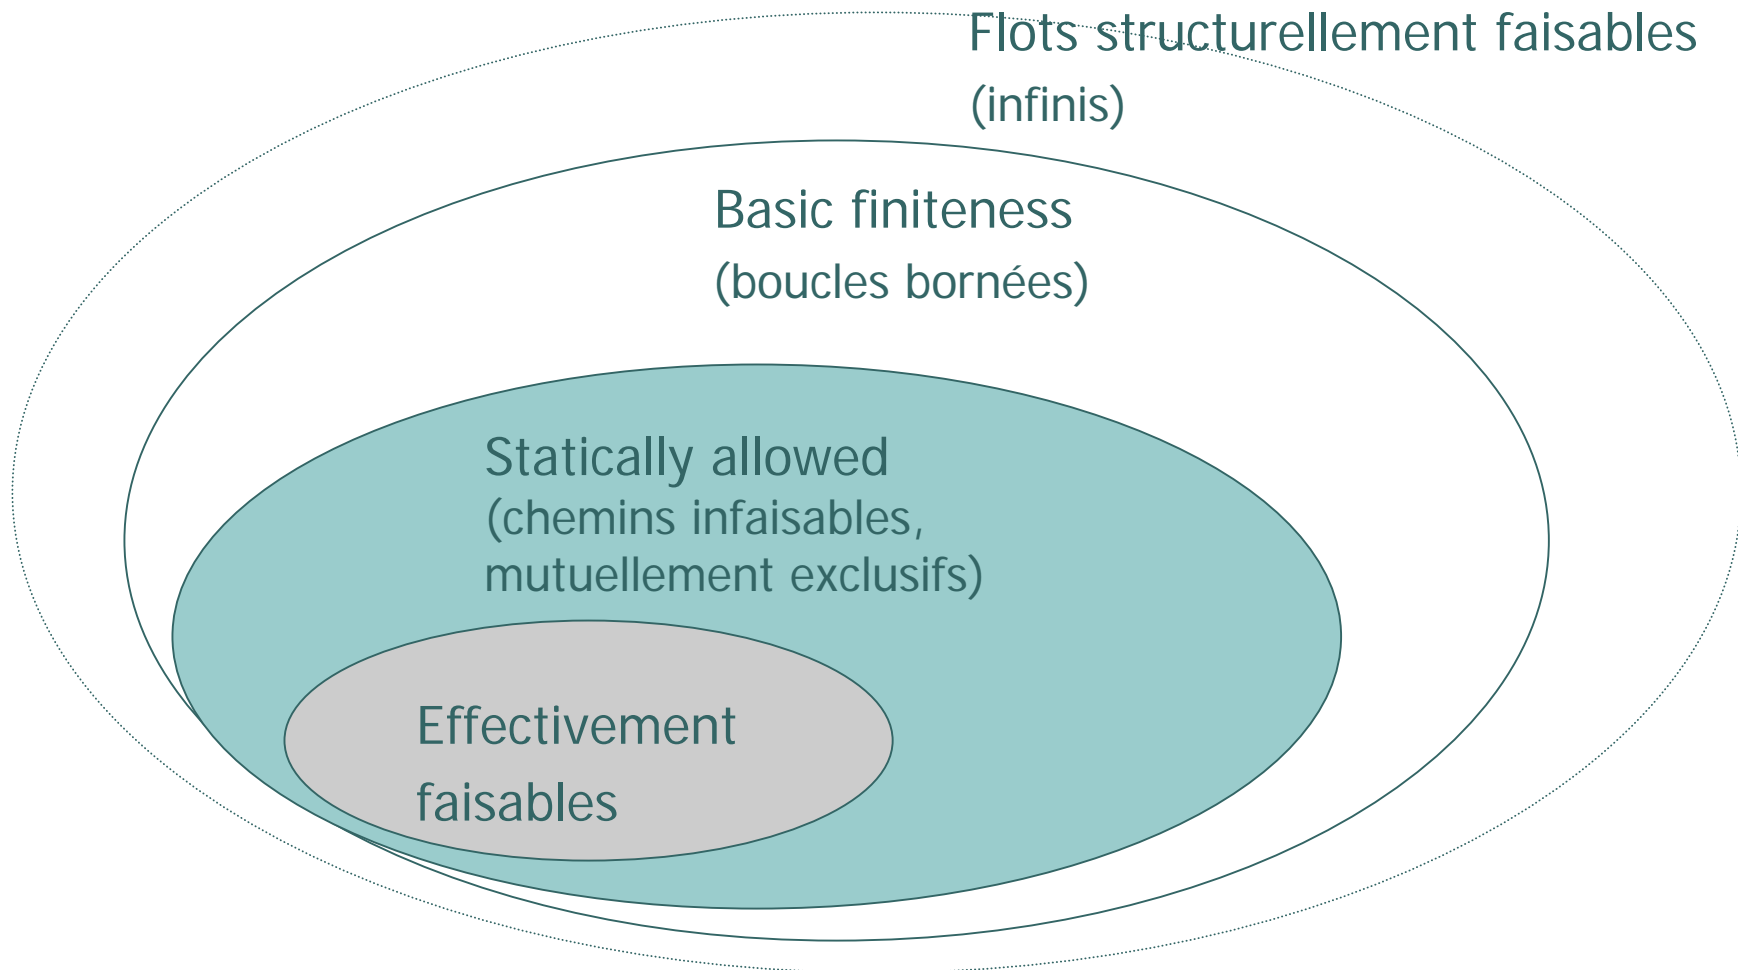 Flots structurellement faisables
(infinis)
Basic finiteness
(boucles bornées)
Statically allowed
(chemins infaisables,
mutuellement exclusifs)
Effectivement
faisables